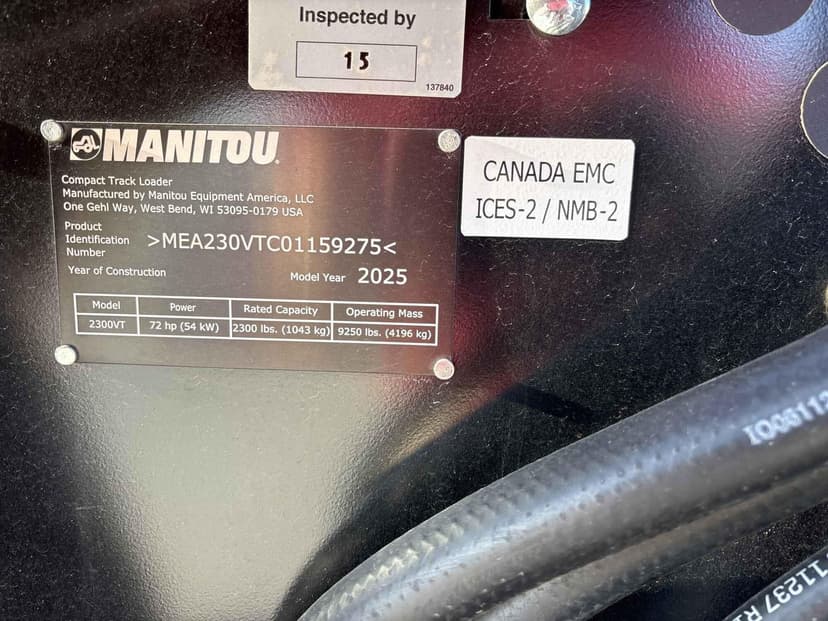 Inspected by
15
137840
MANITOU
Compact Track Loader
Manufactured by Manitou Equipment America, LLC
One Gehl Way, West Bend, WI 53095-0179 USA
Product
Identification
Number
>MEA230VTC01159275<
Year of Construction
Model Year 2025
Model Power Rated Capacity Operating Mass
2300VT 72 hp (54 kW) 2300 lbs. (1043 kg) 9250 lbs. (4196 kg)
CANADA EMC
ICES-2 / NMB-2
11237